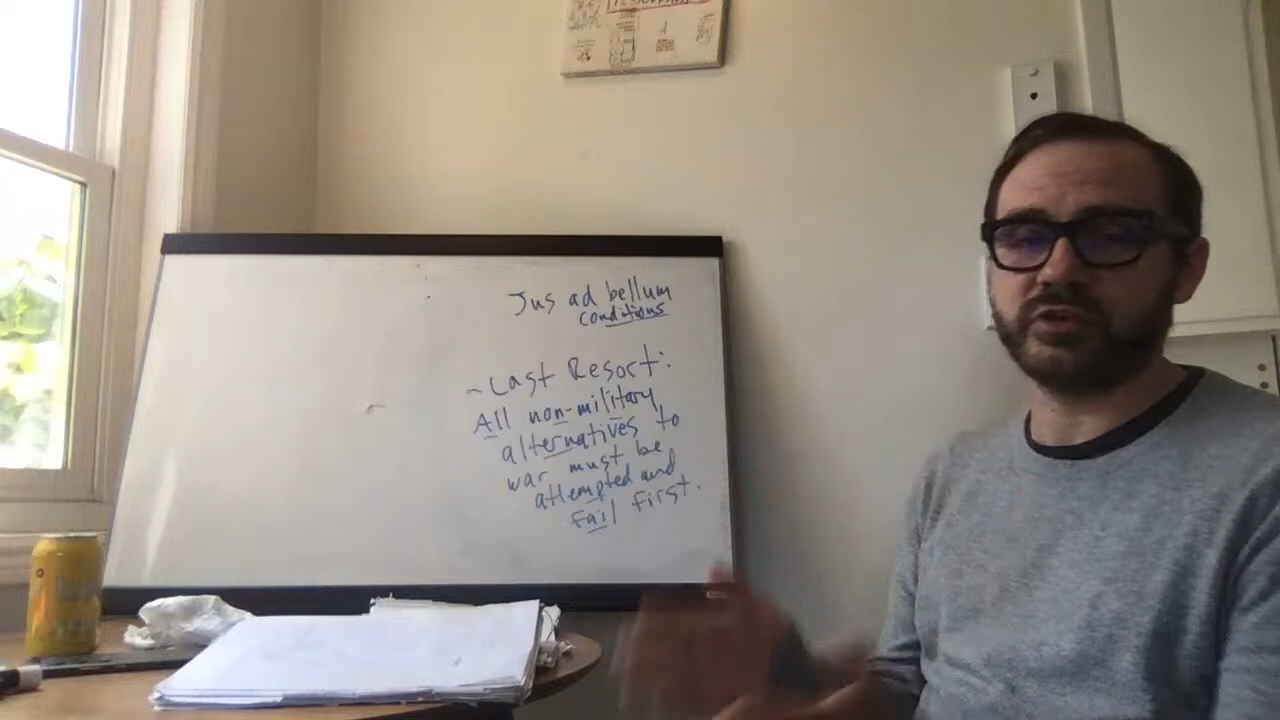 Jus ad bellum
conditions
- Last Resort:
All non-military
alternatives to
war must be
attempted and
fail first.